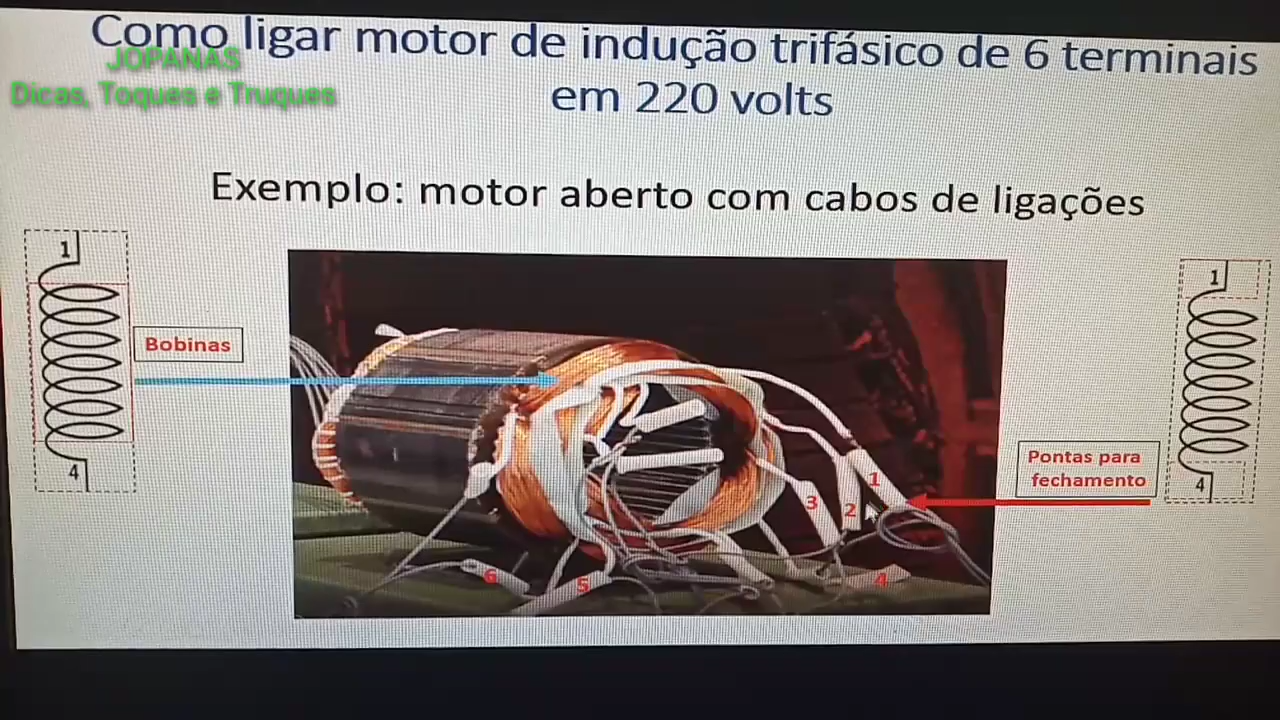 Como ligar motor de indução trifásico de 6 terminais
em 220 volts
JOPANAS
Dicas, Toques e Truques
Exemplo: motor aberto com cabos de ligações
1
Bobinas
4
1
Pontas para
fechamento
4
1
2
3
4
5
6